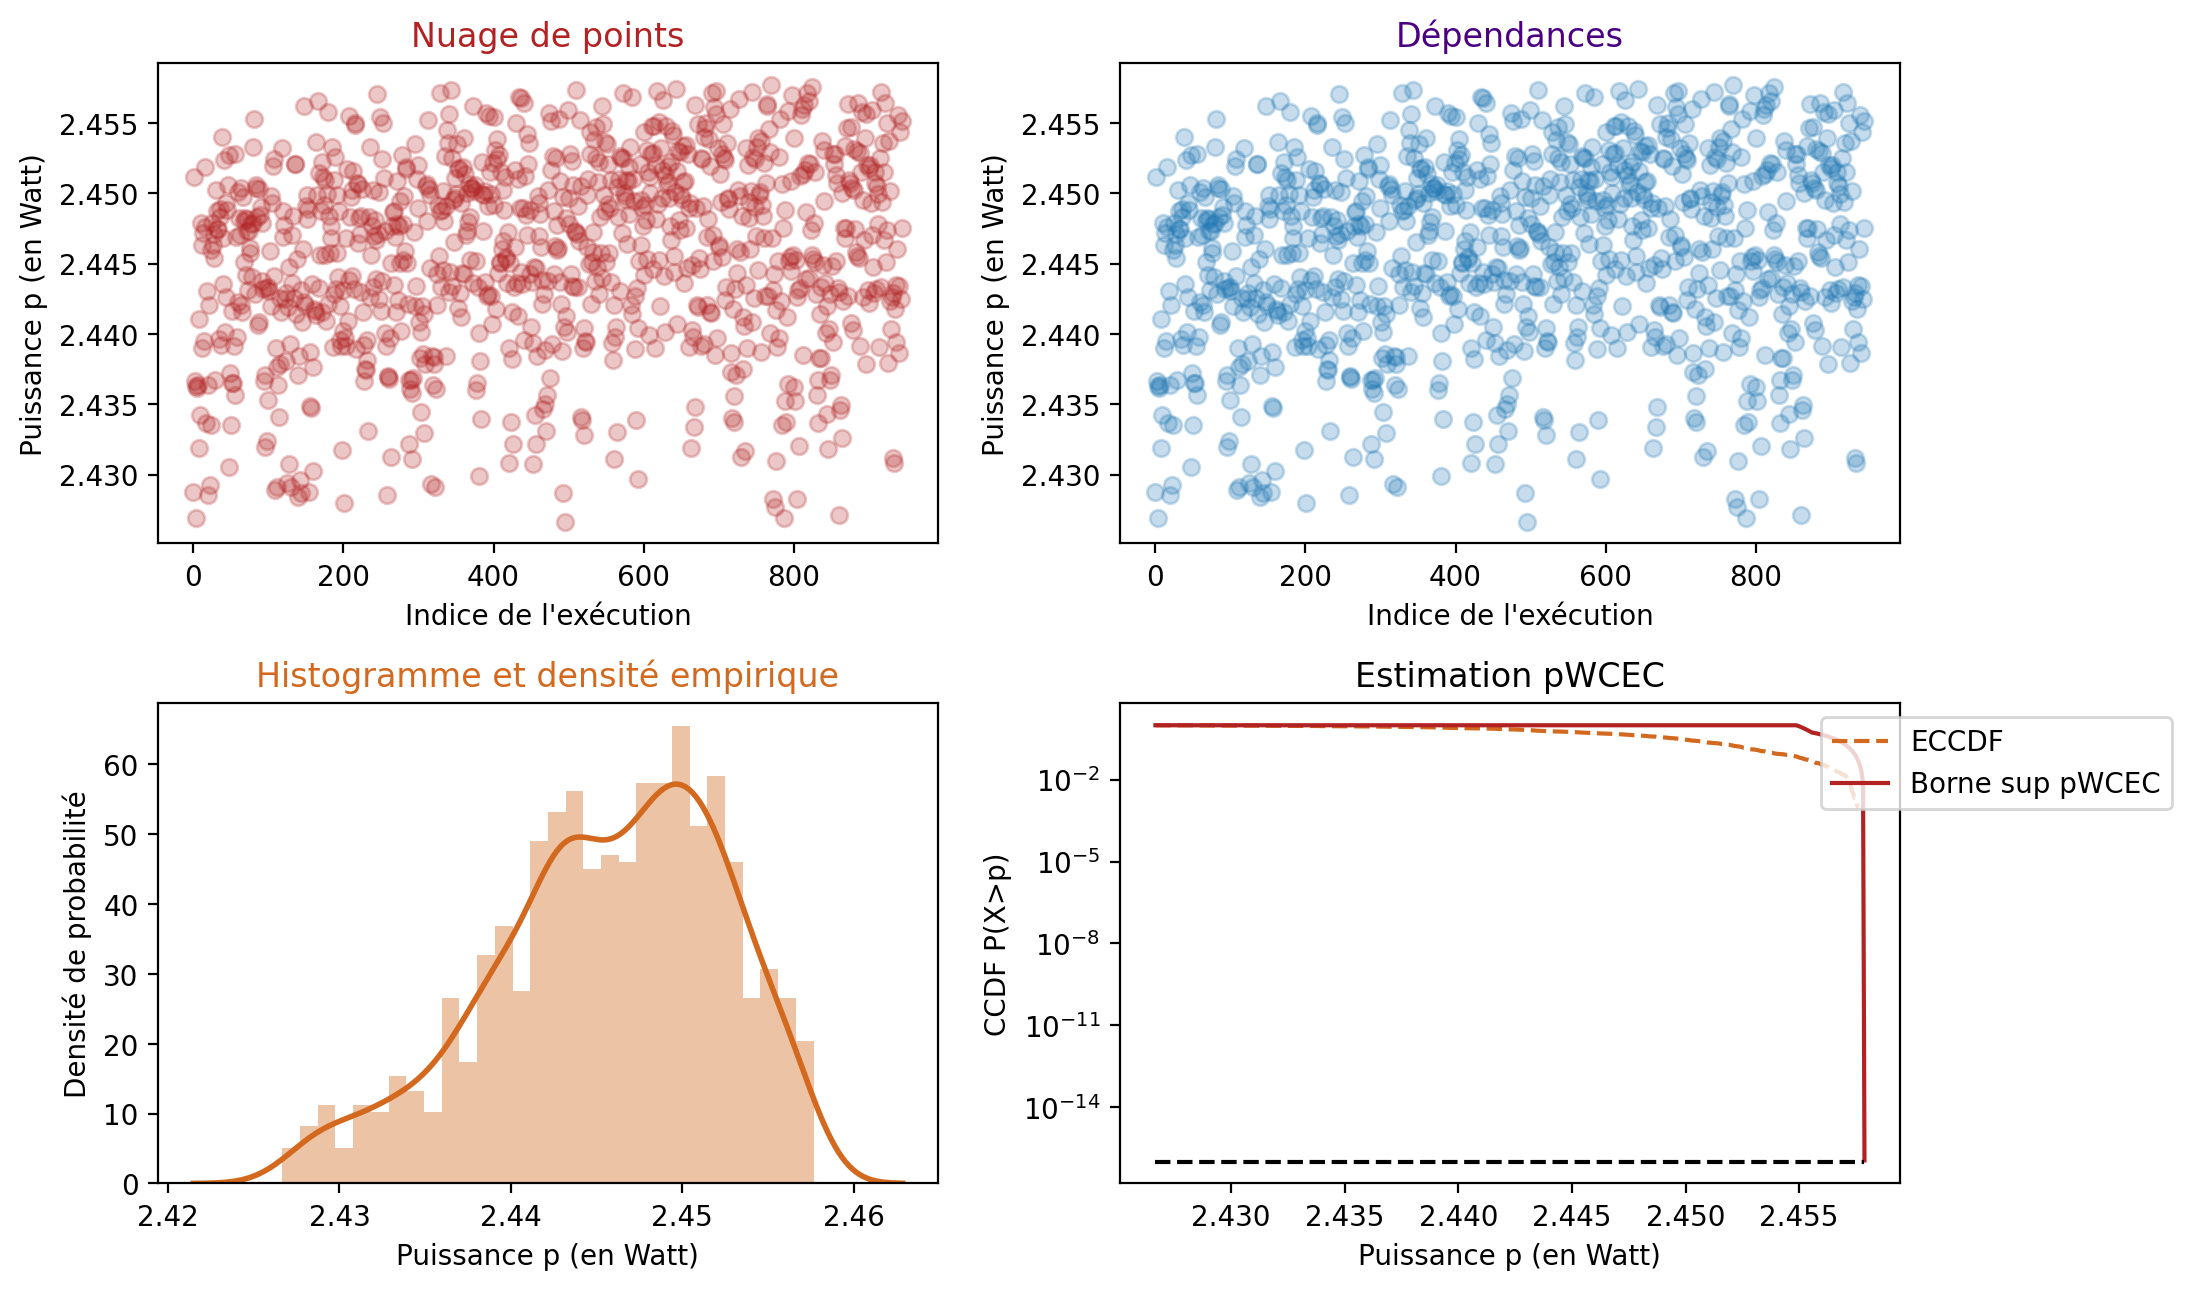 Nuage de points
Puissance p (en Watt)
2.455
2.450
2.445
2.440
2.435
2.430
0 200 400 600 800
Indice de l'exécution
Dépendances
Puissance p (en Watt)
2.455
2.450
2.445
2.440
2.435
2.430
0 200 400 600 800
Indice de l'exécution
Histogramme et densité empirique
Densité de probabilité
60
50
40
30
20
10
0
2.42 2.43 2.44 2.45 2.46
Puissance p (en Watt)
Estimation pWCEC
ECCDF
Borne sup pWCEC
CCDF P(X>p)
10⁻²
10⁻⁵
10⁻⁸
10⁻¹¹
10⁻¹⁴
2.430 2.435 2.440 2.445 2.450 2.455
Puissance p (en Watt)